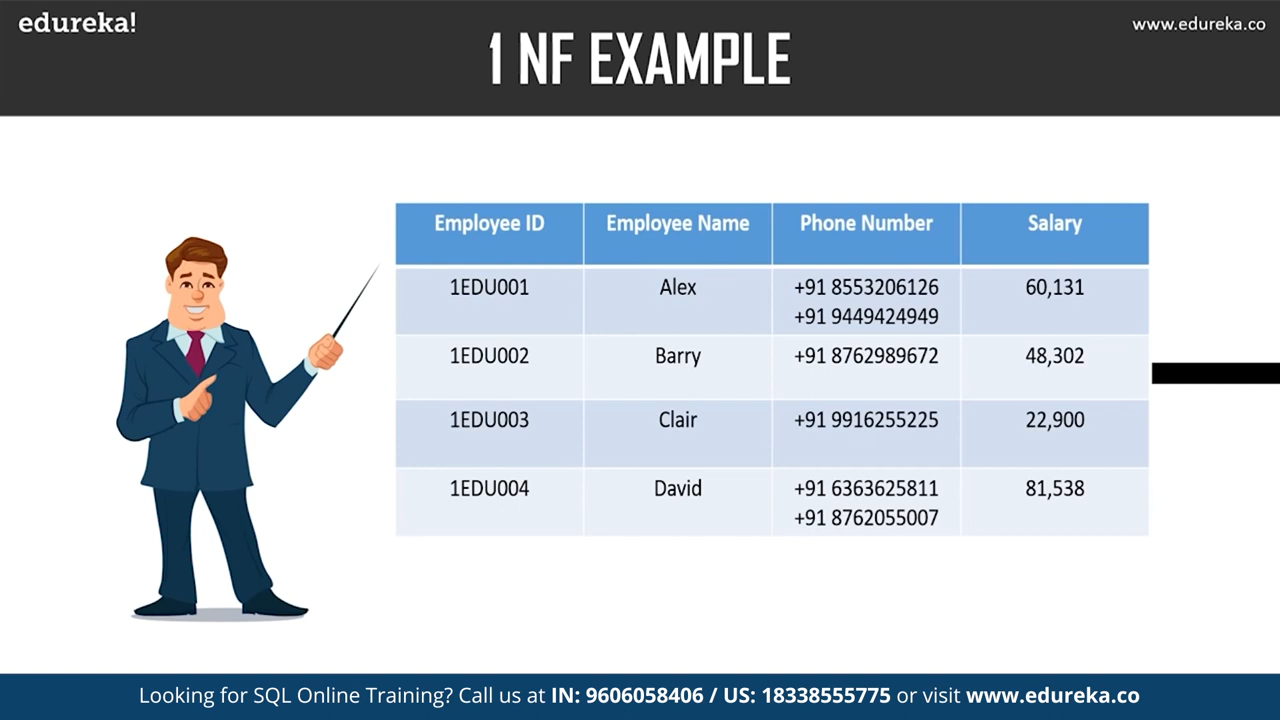 edureka!
www.edureka.co
1 NF EXAMPLE
Employee ID Employee Name Phone Number Salary
1EDU001 Alex +91 8553206126 60,131
+91 9449424949
1EDU002 Barry +91 8762989672 48,302
1EDU003 Clair +91 9916255225 22,900
1EDU004 David +91 6363625811 81,538
+91 8762055007
Looking for SQL Online Training? Call us at IN: 9606058406 / US: 18338555775 or visit www.edureka.co